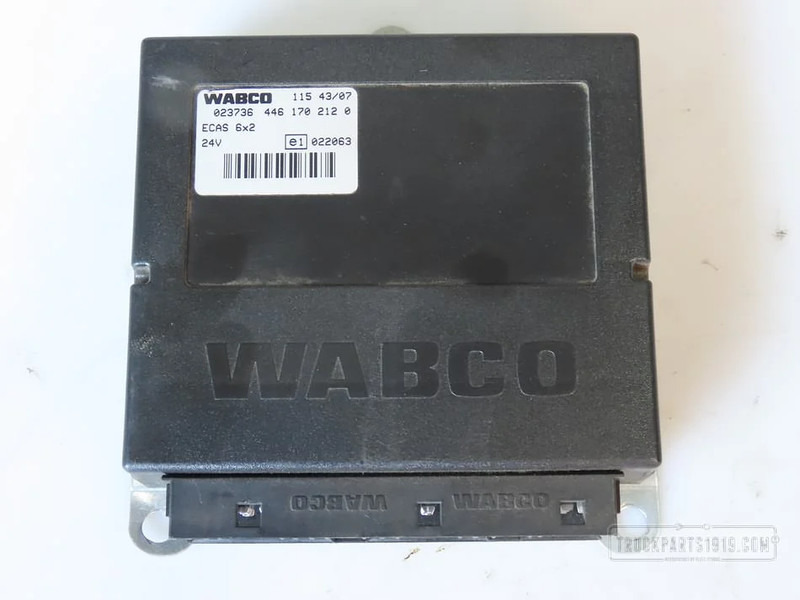 WABCO 115 43/07
023736 446 170 212 0
ECAS 6x2
24V e1 022063
WABCO
WABCO WABCO
TRUCKPARTS1919.COM